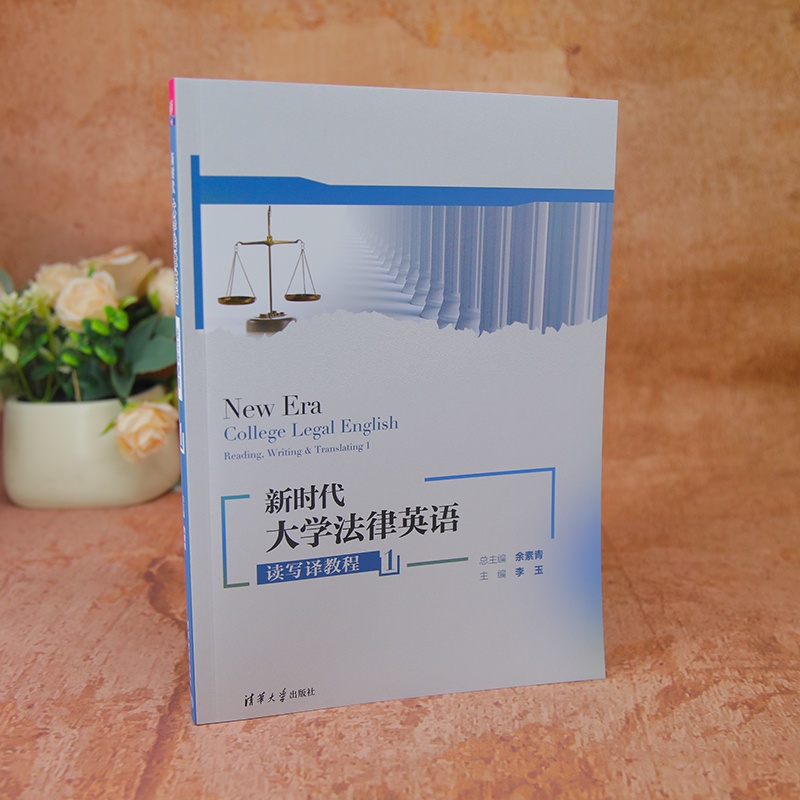 New Era
College Legal English
Reading, Writing & Translating 1
新时代
大学法律英语
读写译教程 1
总主编 余素青
主 编 李 玉
清华大学出版社